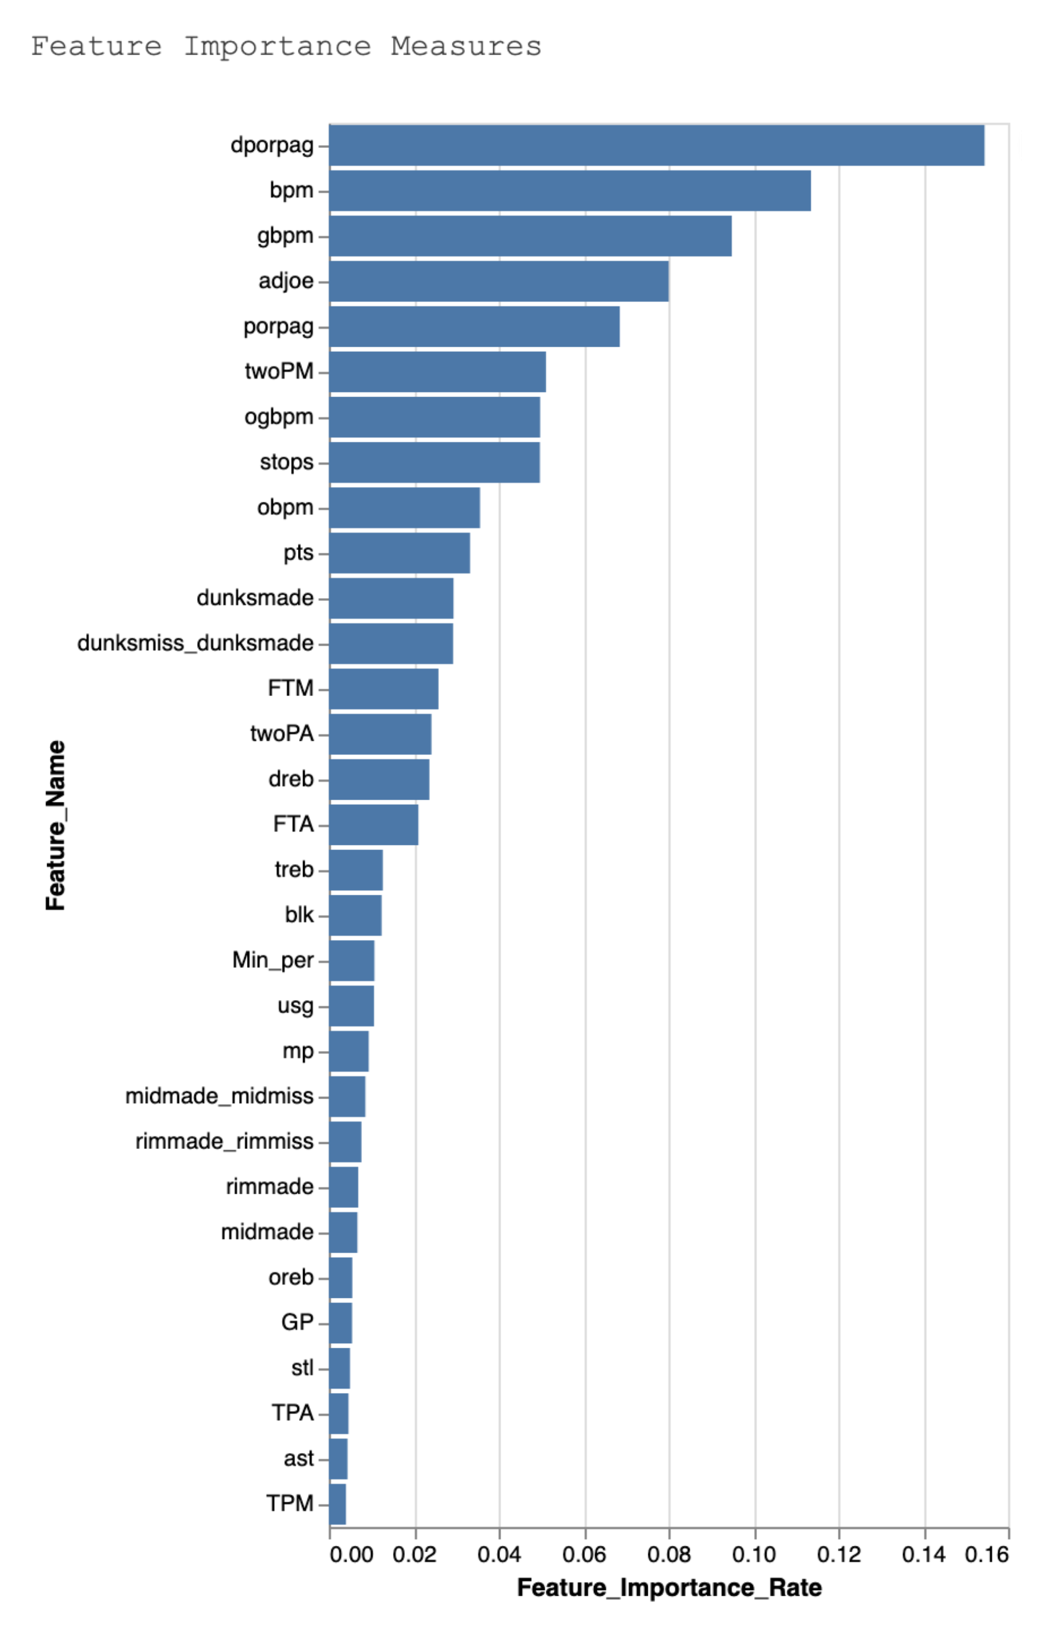 Feature Importance Measures
dporpag
bpm
gbpm
adjoe
porpag
twoPM
ogbpm
stops
obpm
pts
dunksmade
dunksmiss_dunksmade
FTM
twoPA
dreb
FTA
treb
blk
Min_per
usg
mp
midmade_midmiss
rimmade_rimmiss
rimmade
midmade
oreb
GP
stl
TPA
ast
TPM
Feature_Name
0.00 0.02 0.04 0.06 0.08 0.10 0.12 0.14 0.16
Feature_Importance_Rate